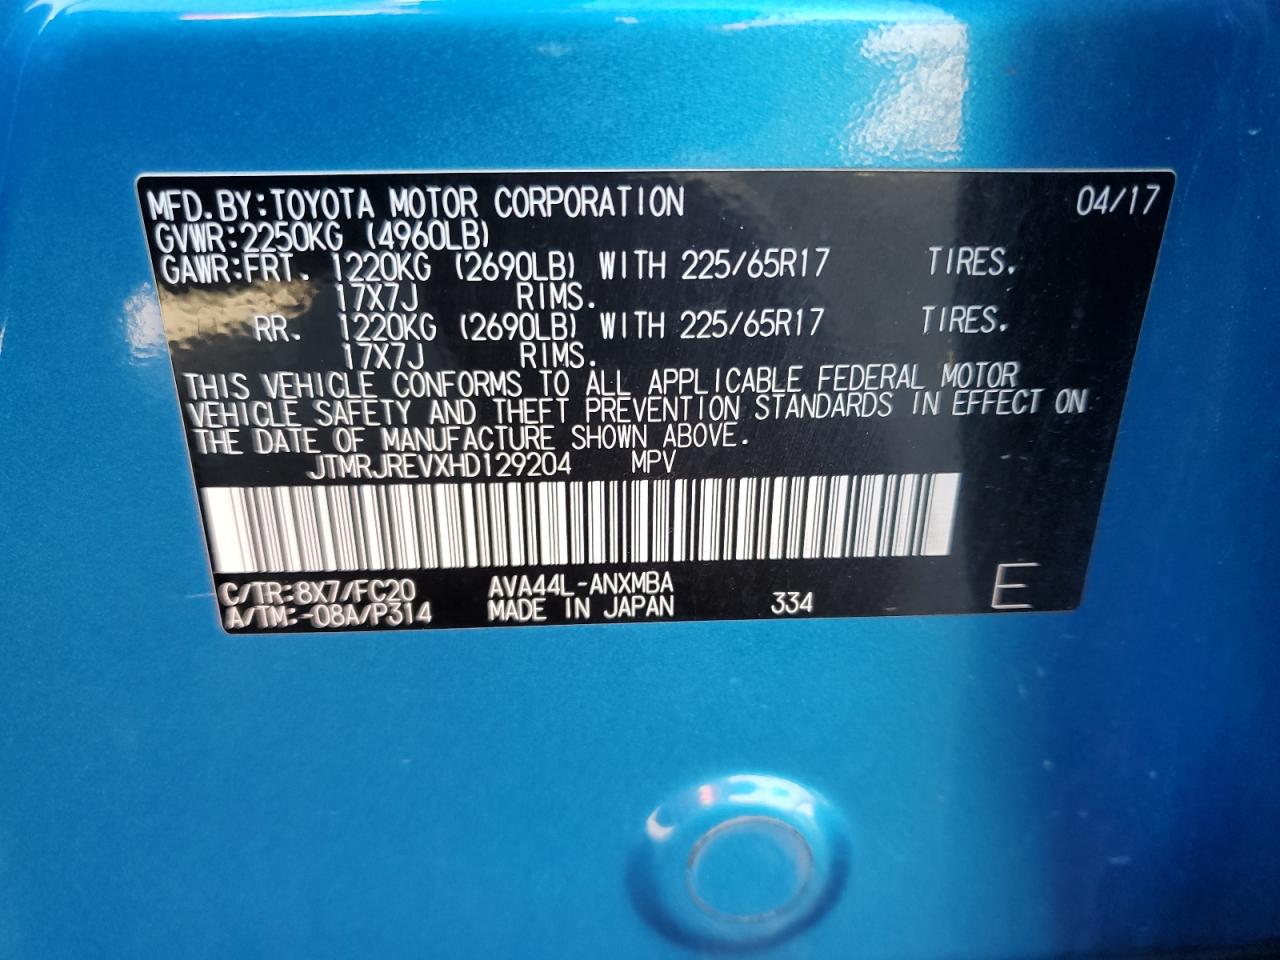 MFD.BY:TOYOTA MOTOR CORPORATION 04/17
GVWR:2250KG (4960LB)
GAWR:FRT. 1220KG (2690LB) WITH 225/65R17 TIRES.
17X7J RIMS.
RR. 1220KG (2690LB) WITH 225/65R17 TIRES.
17X7J RIMS.
THIS VEHICLE CONFORMS TO ALL APPLICABLE FEDERAL MOTOR
VEHICLE SAFETY AND THEFT PREVENTION STANDARDS IN EFFECT ON
THE DATE OF MANUFACTURE SHOWN ABOVE.
JTMRJREVXHD129204 MPV
C/TR:8X7/FC20 AVA44L-ANXMBA
A/TM:-08A/P314 MADE IN JAPAN 334 E